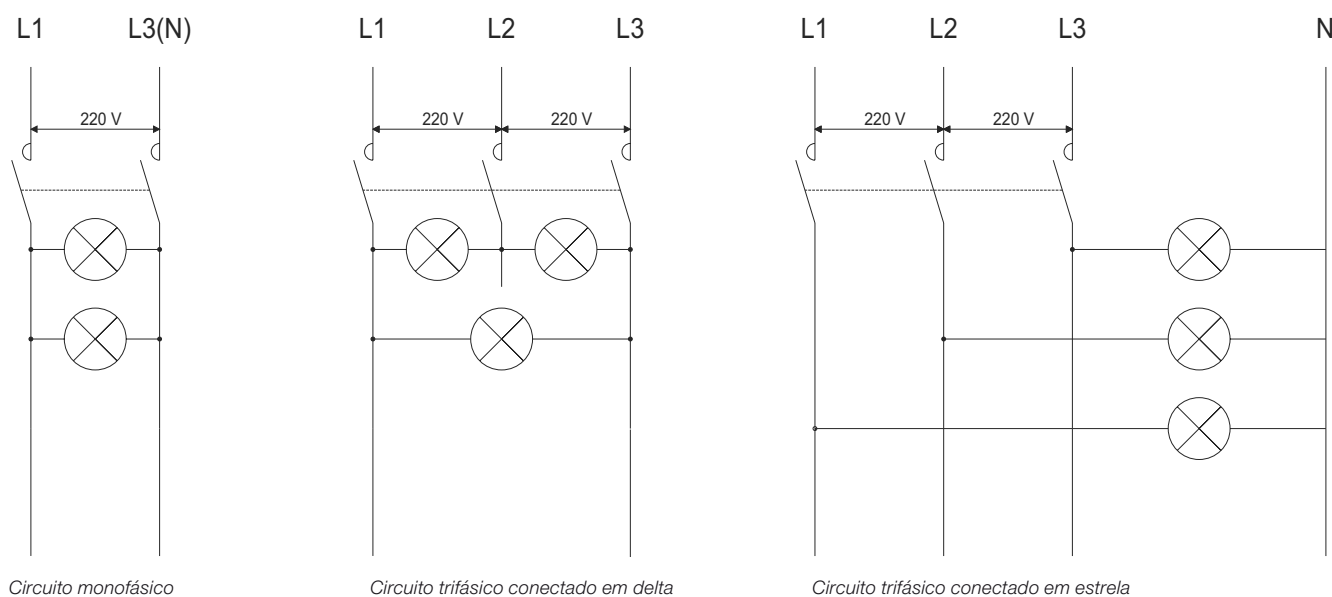 L1 L3(N) L1 L2 L3 L1 L2 L3 N
220 V 220 V 220 V 220 V 220 V
Circuito monofásico Circuito trifásico conectado em delta Circuito trifásico conectado em estrela